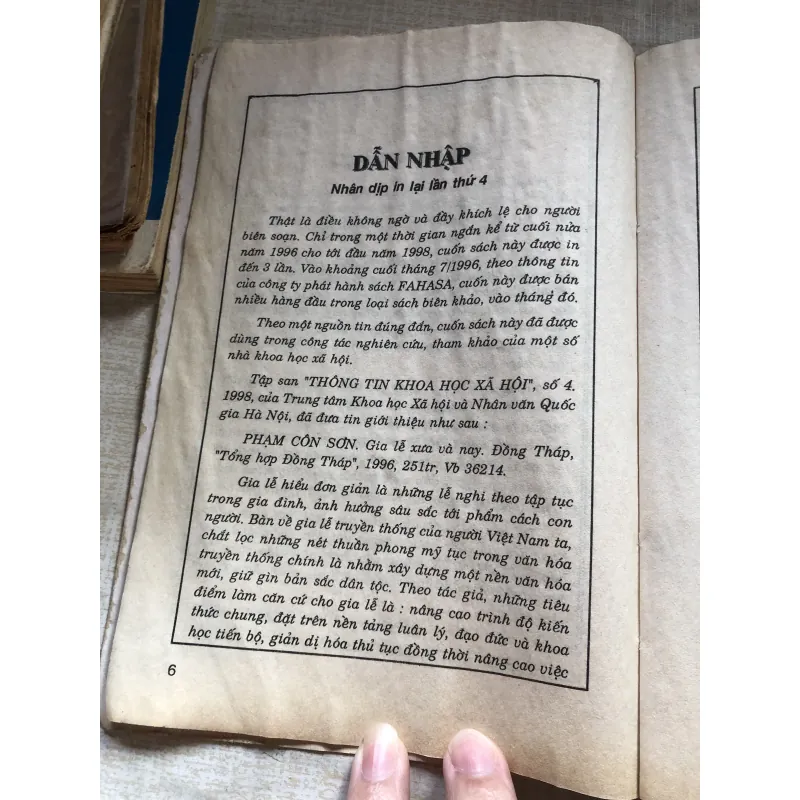 DẪN NHẬP
Nhân dịp in lại lần thứ 4
Thật là điều không ngờ và đầy khích lệ cho người
biên soạn. Chỉ trong một thời gian ngắn kể từ cuối nửa
năm 1996 cho tới đầu năm 1998, cuốn sách này được in
đến 3 lần. Vào khoảng cuối tháng 7/1996, theo thông tin
của công ty phát hành sách FAHASA, cuốn này được bán
nhiều hàng đầu trong loại sách biên khảo, vào tháng đó.
Theo một nguồn tin đúng đắn, cuốn sách này đã được
dùng trong công tác nghiên cứu, tham khảo của một số
nhà khoa học xã hội.
Tập san "THÔNG TIN KHOA HỌC XÃ HỘI", số 4.
1998, của Trung tâm Khoa học Xã hội và Nhân văn Quốc
gia Hà Nội, đã đưa tin giới thiệu như sau :
PHẠM CÔN SƠN. Gia lễ xưa và nay. Đồng Tháp,
"Tổng hợp Đồng Tháp", 1996, 251tr, Vb 36214.
Gia lễ hiểu đơn giản là những lễ nghi theo tập tục
trong gia đình, ảnh hưởng sâu sắc tới phẩm cách con
người. Bàn về gia lễ truyền thống của người Việt Nam ta,
chắt lọc những nét thuần phong mỹ tục trong văn hóa
truyền thống chính là nhằm xây dựng một nền văn hóa
mới, giữ gìn bản sắc dân tộc. Theo tác giả, những tiêu
điểm làm căn cứ cho gia lễ là : nâng cao trình độ kiến
thức chung, đặt trên nền tảng luân lý, đạo đức và khoa
học tiến bộ, giản dị hóa thủ tục đồng thời nâng cao việc
6